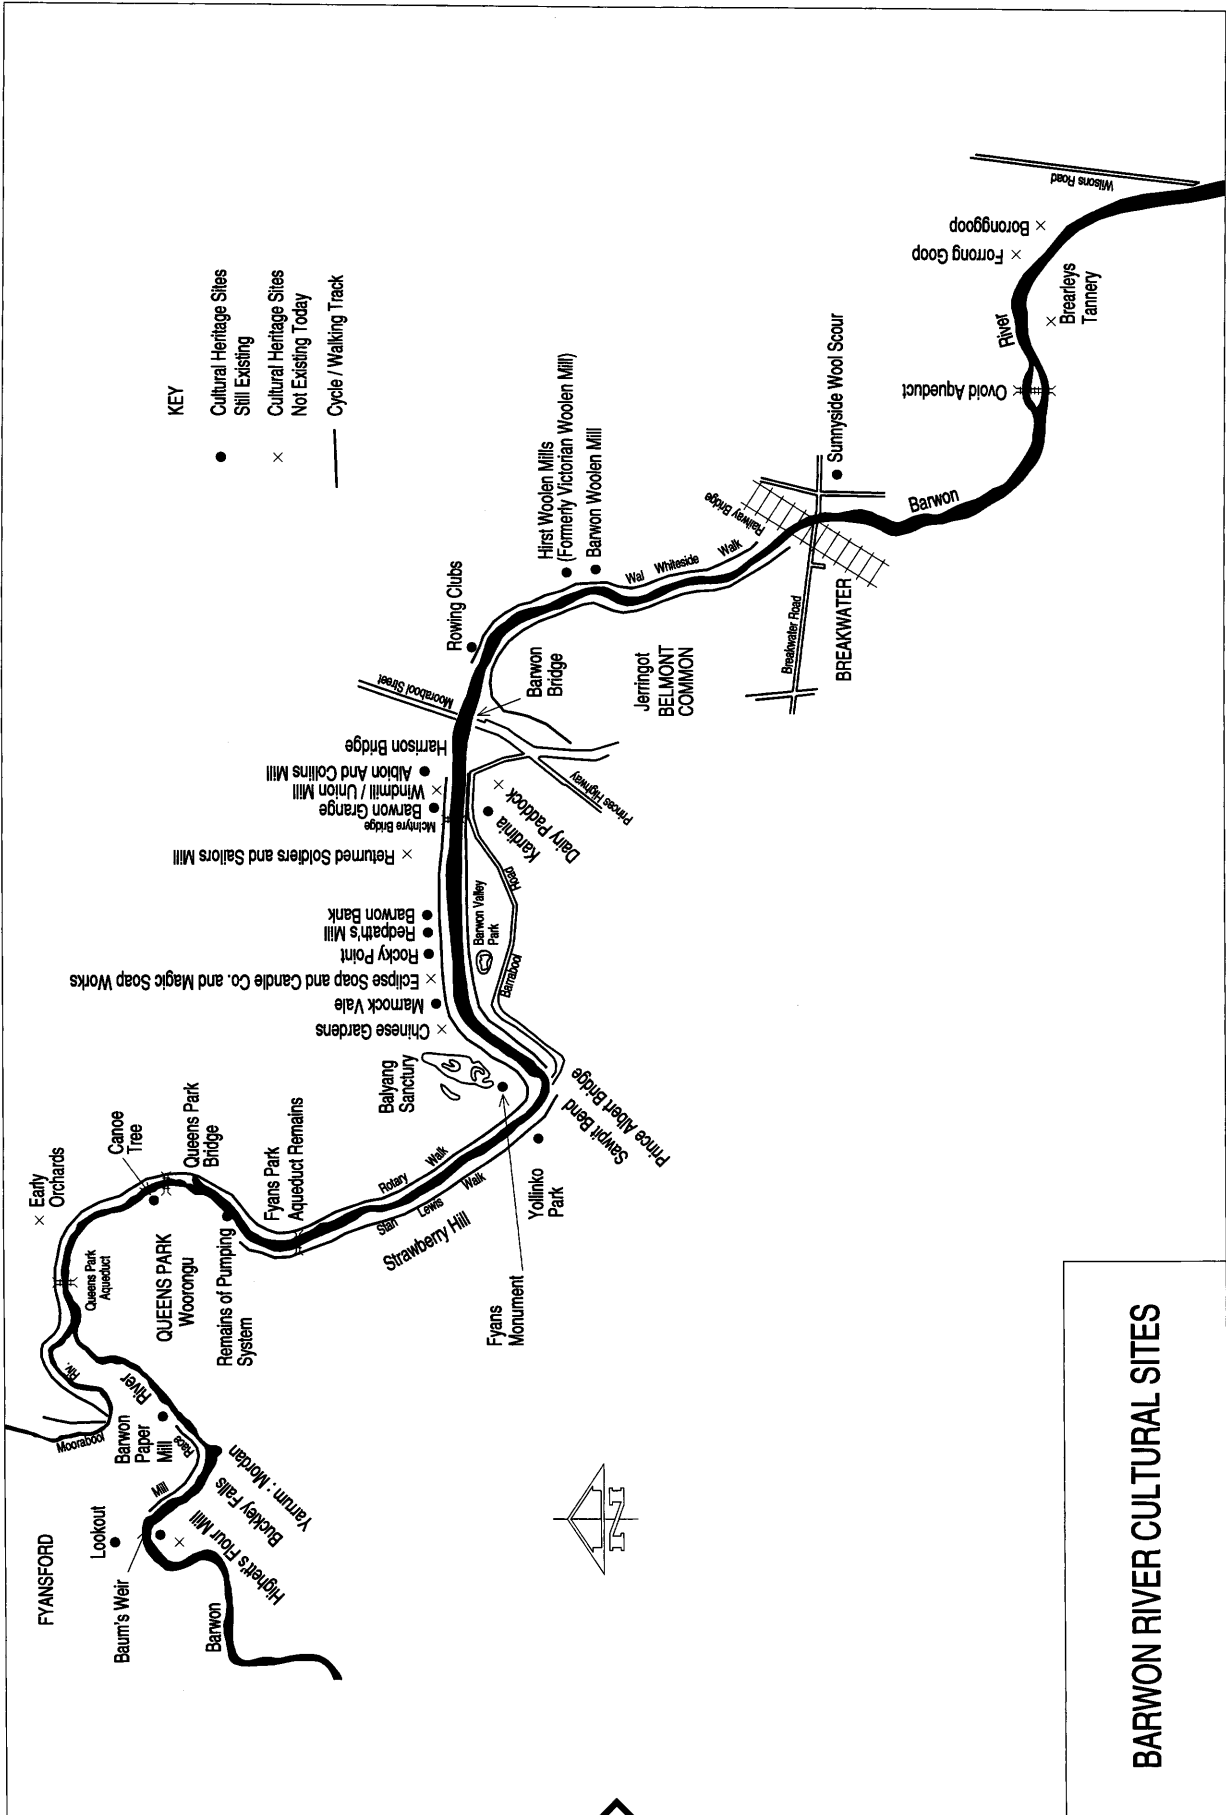 BARWON RIVER CULTURAL SITES
KEY
Cultural Heritage Sites
Still Existing
Cultural Heritage Sites
Not Existing Today
Cycle / Walking Track
N
FYANSFORD
Lookout
Baum's Weir
Barwon
Highett's Flour Mill
Buckley Falls
Yarrum : Mordan
Mill
Race
Barwon
Paper
Mill
River
Moorabool
Riv.
Queens Park
Aqueduct
Early
Orchards
Canoe
Tree
Queens Park
Bridge
QUEENS PARK
Woorongu
Remains of Pumping
System
Fyans Park
Aqueduct Remains
Rotary
Walk
Stan
Lewis
Walk
Strawberry Hill
Fyans
Monument
Yollinko
Park
Balyang
Sanctury
Sawpit Bend
Prince Albert Bridge
Chinese Gardens
Marnock Vale
Eclipse Soap and Candle Co. and Magic Soap Works
Rocky Point
Redpath's Mill
Barwon Bank
Returned Soldiers and Sailors Mill
McIntyre Bridge
Barwon Grange
Windmill / Union Mill
Albion And Collins Mill
Harrison Bridge
Barwon Valley
Park
Barrabool
Road
Kardinia
Dairy Paddock
Princes Highway
Moorabool Street
Barwon
Bridge
Rowing Clubs
Hirst Woolen Mills
(Formerly Victorian Woolen Mill)
Barwon Woolen Mill
Wal
Whiteside
Walk
Jerringot
BELMONT
COMMON
Railway Bridge
Breakwater Road
BREAKWATER
Sunnyside Wool Scour
Barwon
River
Ovoid Aqueduct
Brearleys
Tannery
Forrong Goop
Boronggoop
Wilsons Road